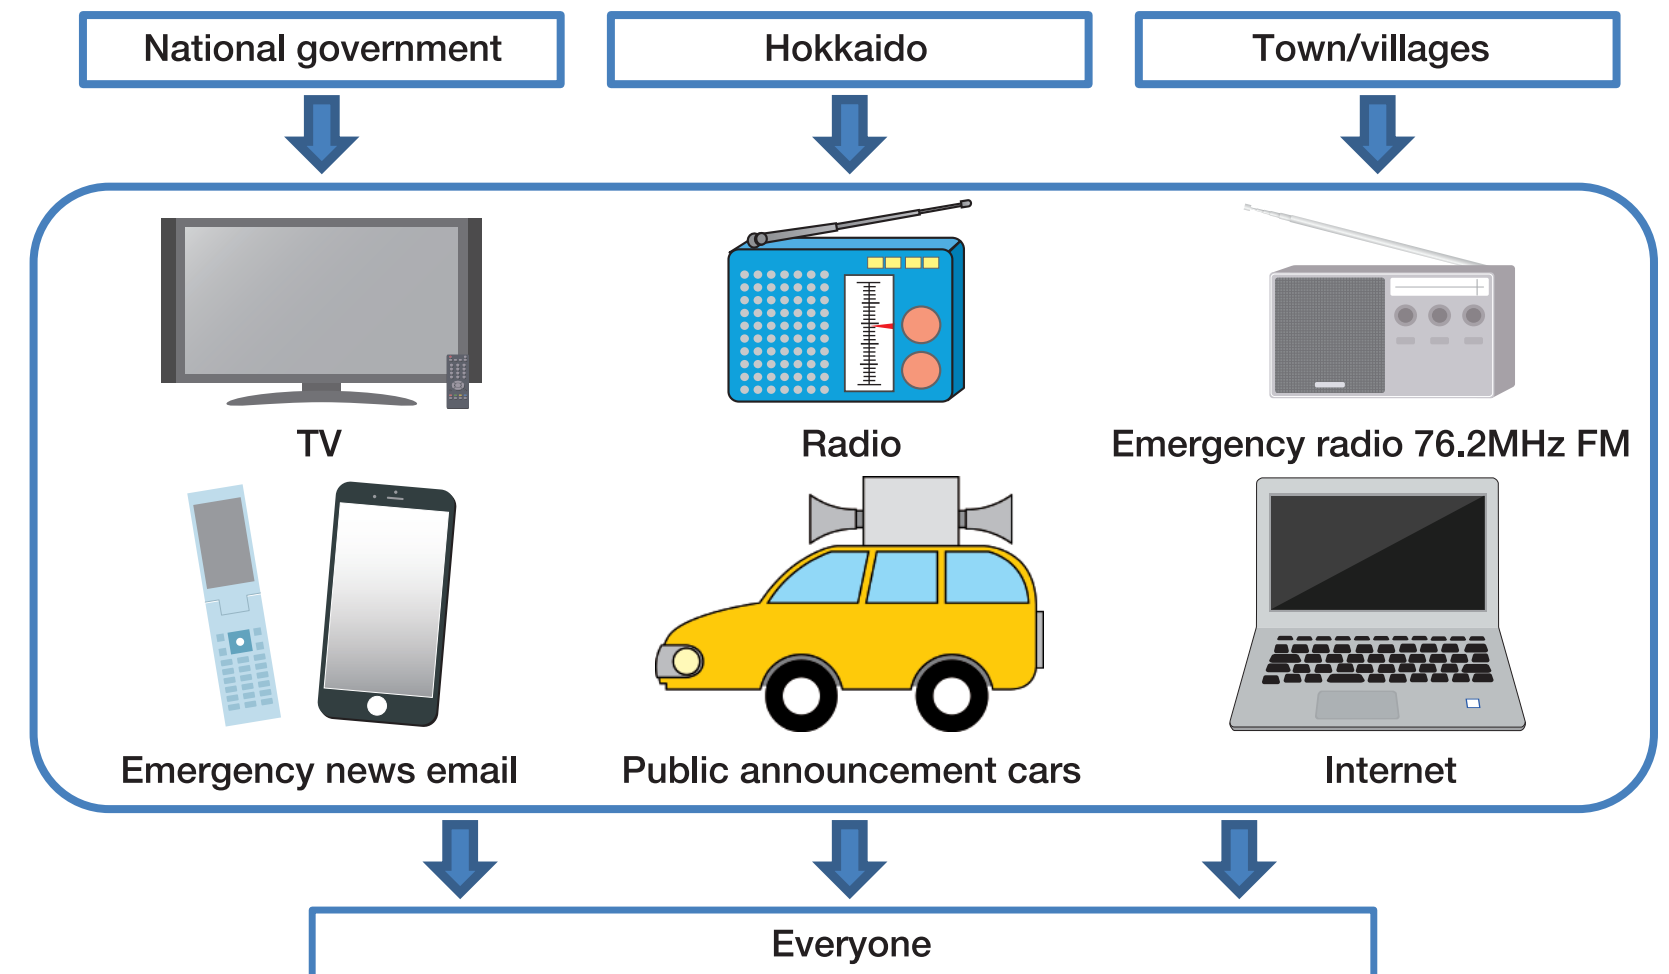 National government
Hokkaido
Town/villages
TV
Radio
Emergency radio 76.2MHz FM
Emergency news email
Public announcement cars
Internet
Everyone